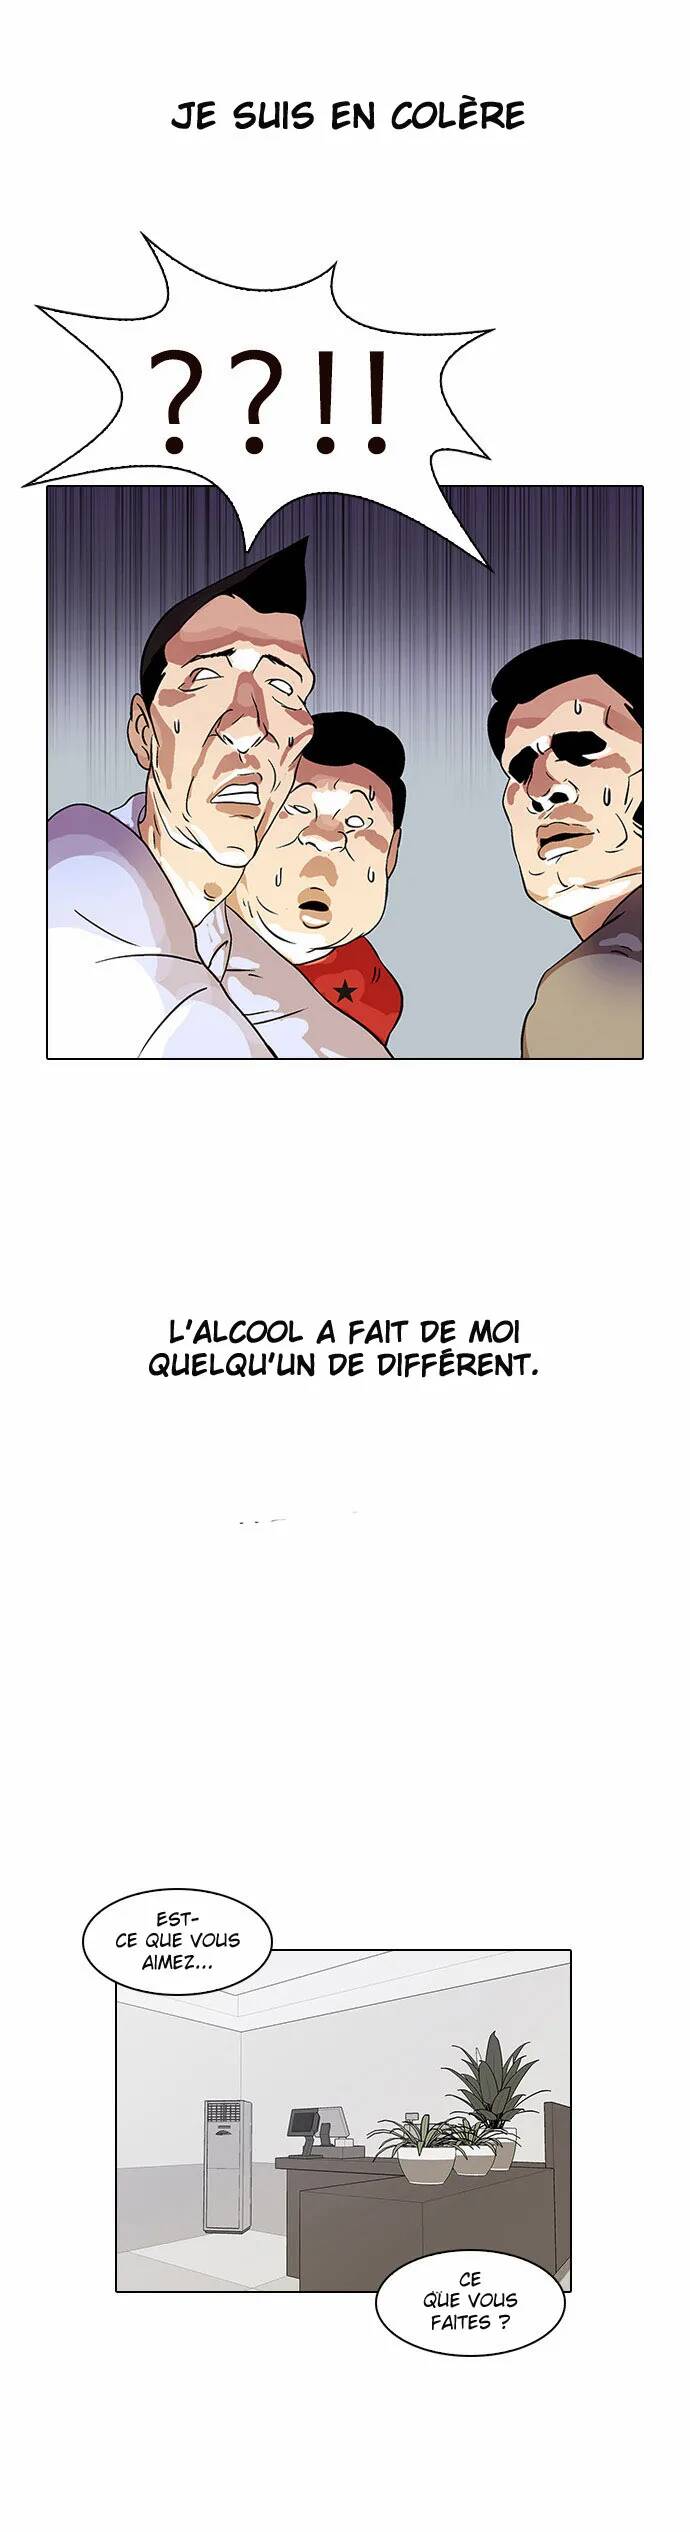 JE SUIS EN COLÈRE
??!!
L'ALCOOL A FAIT DE MOI
QUELQU'UN DE DIFFÉRENT.
EST-
CE QUE VOUS
AIMEZ...
CE
QUE VOUS
FAITES ?